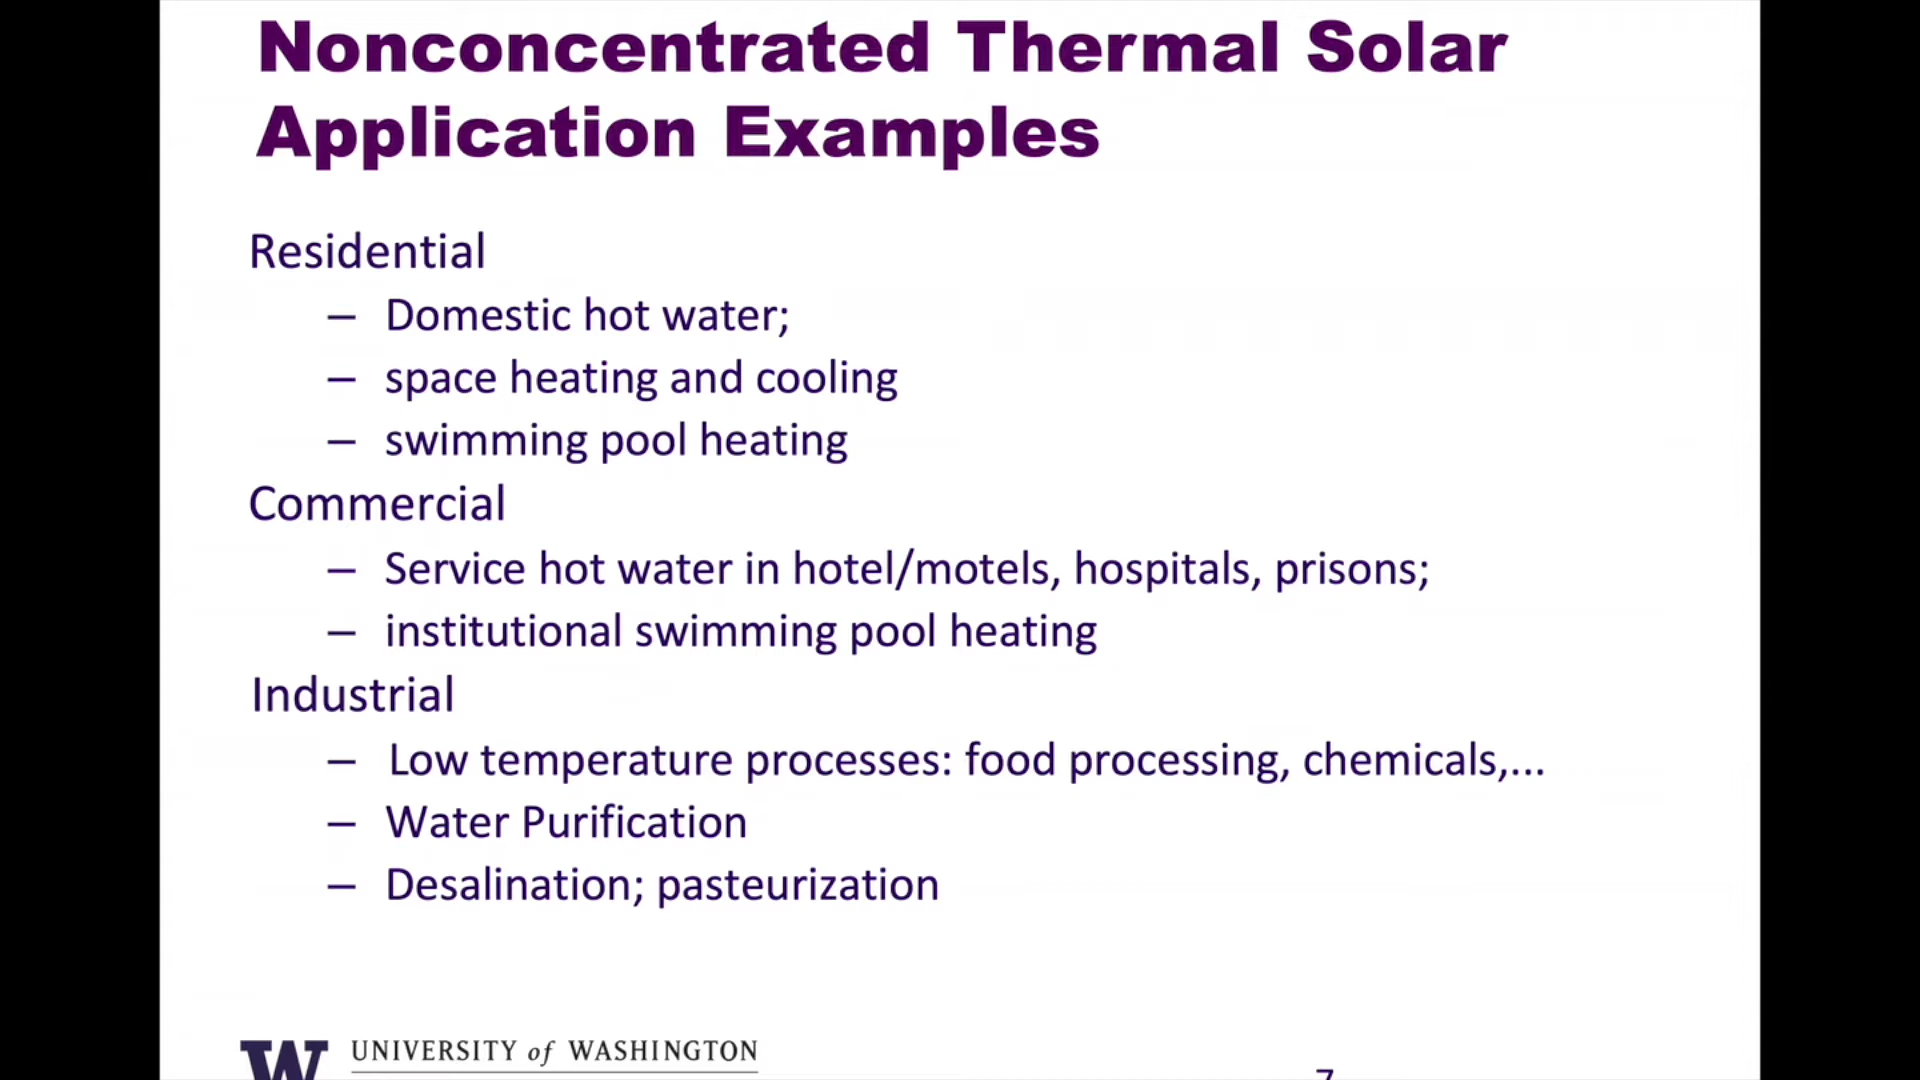 Nonconcentrated Thermal Solar
Application Examples
Residential
– Domestic hot water;
– space heating and cooling
– swimming pool heating
Commercial
– Service hot water in hotel/motels, hospitals, prisons;
– institutional swimming pool heating
Industrial
– Low temperature processes: food processing, chemicals,...
– Water Purification
– Desalination; pasteurization
W UNIVERSITY of WASHINGTON
7